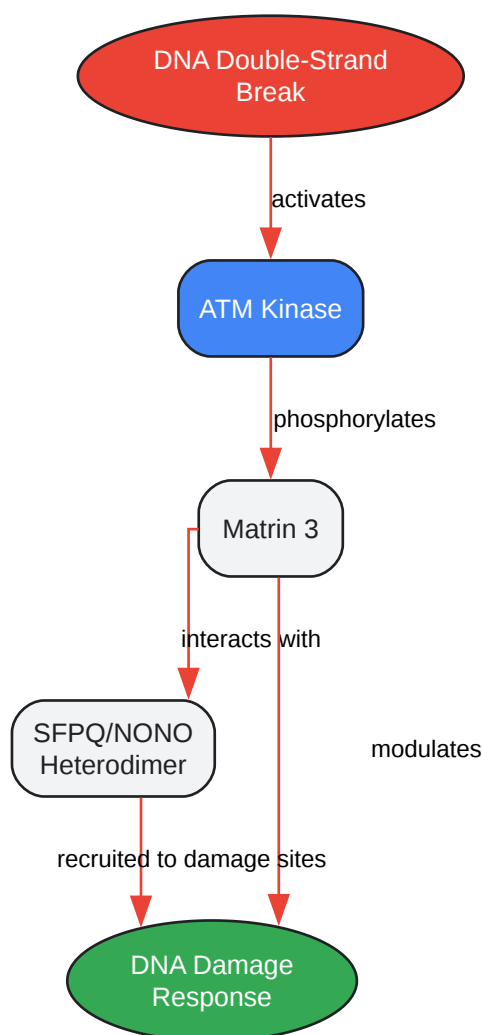 DNA Double-Strand
Break
activates
ATM Kinase
phosphorylates
Matrin 3
interacts with
SFPQ/NONO
Heterodimer
modulates
recruited to damage sites
DNA Damage
Response